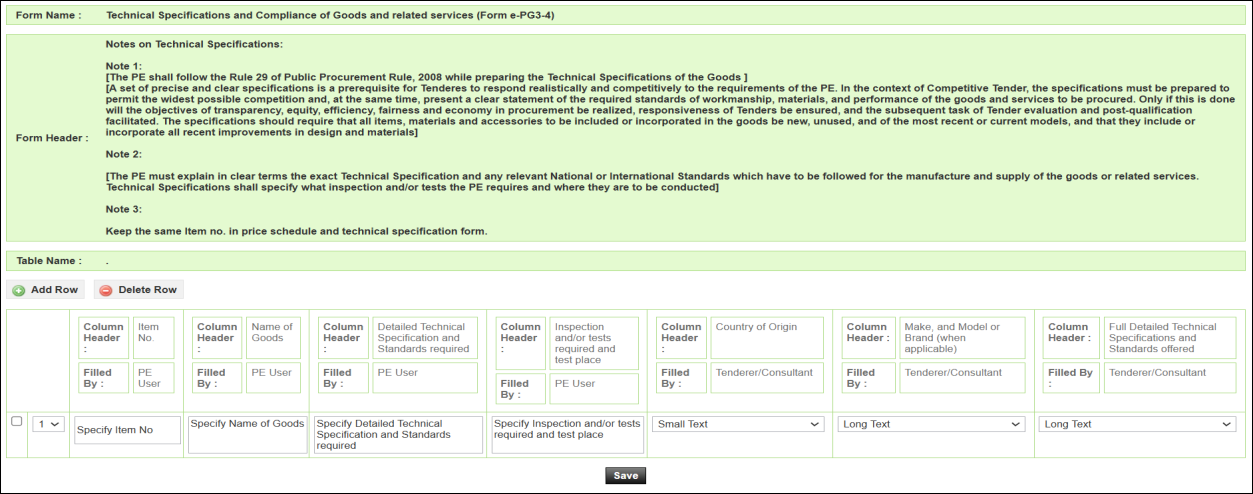 Form Name : Technical Specifications and Compliance of Goods and related services (Form e-PG3-4)
Form Header :
Notes on Technical Specifications:
Note 1:
[The PE shall follow the Rule 29 of Public Procurement Rule, 2008 while preparing the Technical Specifications of the Goods ]
[A set of precise and clear specifications is a prerequisite for Tenderes to respond realistically and competitively to the requirements of the PE. In the context of Competitive Tender, the specifications must be prepared to
permit the widest possible competition and, at the same time, present a clear statement of the required standards of workmanship, materials, and performance of the goods and services to be procured. Only if this is done
will the objectives of transparency, equity, efficiency, fairness and economy in procurement be realized, responsiveness of Tenders be ensured, and the subsequent task of Tender evaluation and post-qualification
facilitated. The specifications should require that all items, materials and accessories to be included or incorporated in the goods be new, unused, and of the most recent or current models, and that they include or
incorporate all recent improvements in design and materials]
Note 2:
[The PE must explain in clear terms the exact Technical Specification and any relevant National or International Standards which have to be followed for the manufacture and supply of the goods or related services.
Technical Specifications shall specify what inspection and/or tests the PE requires and where they are to be conducted]
Note 3:
Keep the same Item no. in price schedule and technical specification form.
Table Name : .
Add Row Delete Row
Column
Header
:
Item
No.
Filled
By :
PE
User
Column
Header
:
Name of
Goods
Filled
By :
PE User
Column
Header
:
Detailed Technical
Specification and
Standards required
Filled
By :
PE User
Column
Header
:
Inspection
and/or tests
required and
test place
Filled
By :
PE User
Column
Header :
Country of Origin
Filled
By :
Tenderer/Consultant
Column
Header :
Make, and Model or
Brand (when
applicable)
Filled
By :
Tenderer/Consultant
Column
Header :
Full Detailed Technical
Specifications and
Standards offered
Filled By
:
Tenderer/Consultant
1
Specify Item No
Specify Name of Goods
Specify Detailed Technical
Specification and Standards
required
Specify Inspection and/or tests
required and test place
Small Text
Long Text
Long Text
Save